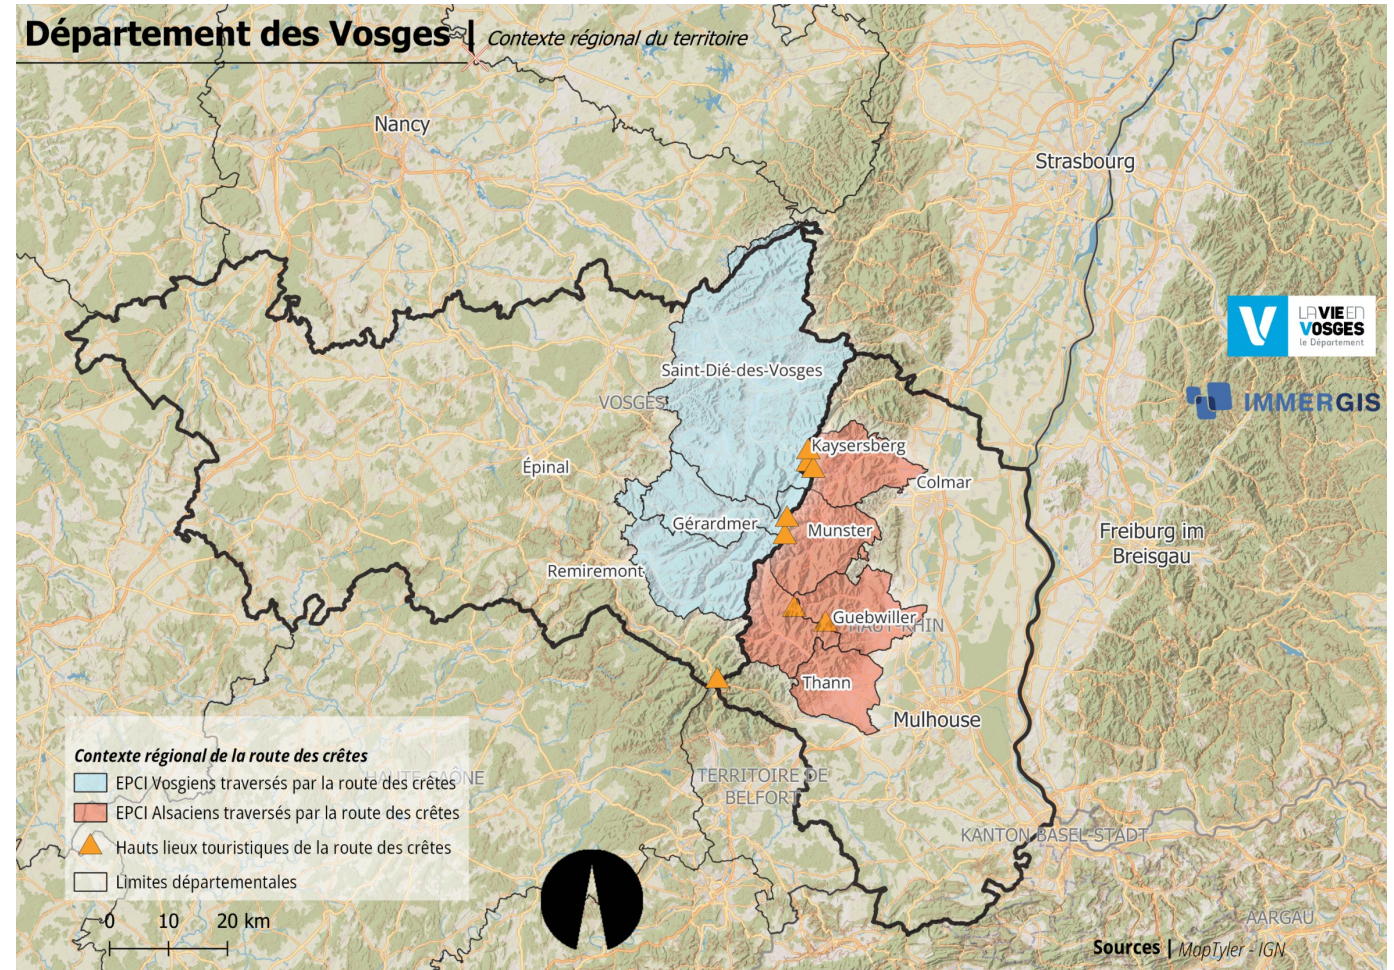 Département des Vosges | Contexte régional du territoire
Nancy
Strasbourg
LA VIE EN
VOSGES
le Département
Saint-Dié-des-Vosges
IMMERGIS
VOSGES
Kaysersberg
Épinal
Colmar
Gérardmer
Munster
Freiburg im
Breisgau
Remiremont
Guebwiller
HAUT-RHIN
Thann
Mulhouse
Contexte régional de la route des crêtes
HAUTE-SAÔNE
TERRITOIRE DE
BELFORT
EPCI Vosgiens traversés par la route des crêtes
EPCI Alsaciens traversés par la route des crêtes
KANTON BASEL-STADT
Hauts lieux touristiques de la route des crêtes
Limites départementales
0 10 20 km
AARGAU
Sources | MapTyler - IGN